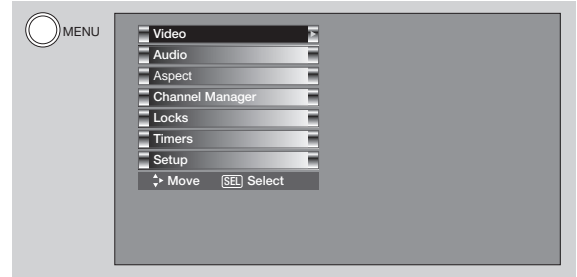 MENU
Video
Audio
Aspect
Channel Manager
Locks
Timers
Setup
Move SEL Select